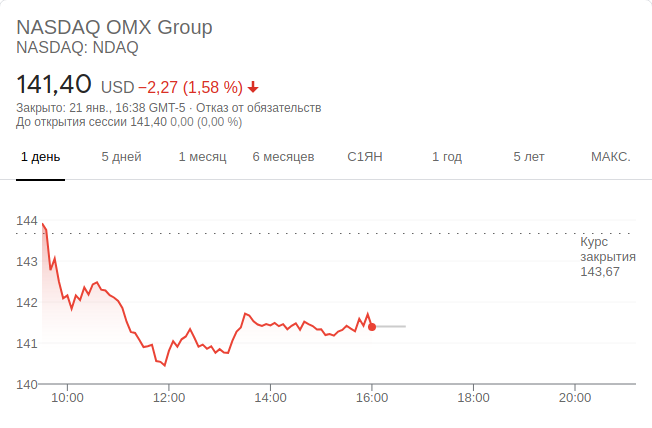 NASDAQ OMX Group
NASDAQ: NDAQ
141,40 USD −2,27 (1,58 %)
Закрыто: 21 янв., 16:38 GMT-5 · Отказ от обязательств
До открытия сессии 141,40 0,00 (0,00 %)
1 день 5 дней 1 месяц 6 месяцев С1ЯН 1 год 5 лет МАКС.
144
Курс
закрытия
143,67
143
142
141
140
10:00 12:00 14:00 16:00 18:00 20:00